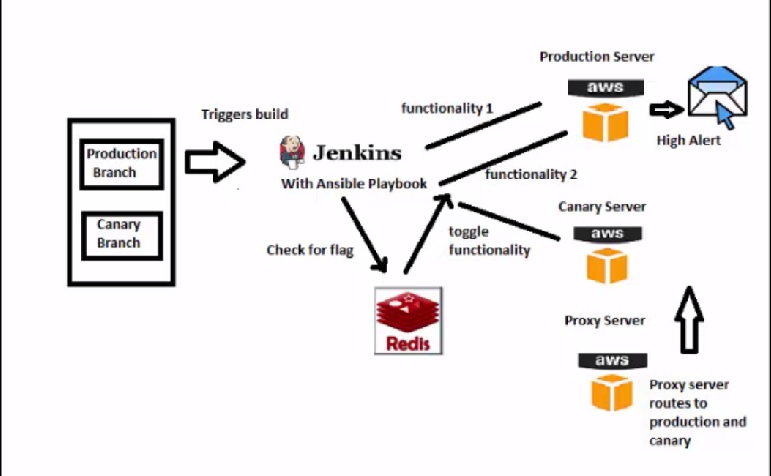 Production Server
aws
Triggers build
functionality 1
High Alert
Production
Branch
Jenkins
With Ansible Playbook
functionality 2
Canary
Branch
Canary Server
aws
Check for flag
toggle
functionality
Redis
Proxy Server
aws
Proxy server
routes to
production and
canary